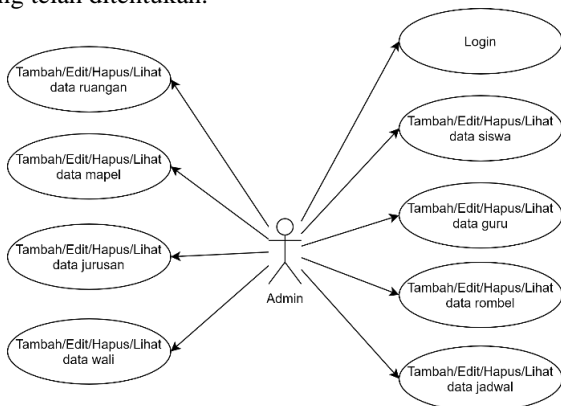 ng telah ditentukan.
Login
Tambah/Edit/Hapus/Lihat
data ruangan
Tambah/Edit/Hapus/Lihat
data siswa
Tambah/Edit/Hapus/Lihat
data mapel
Tambah/Edit/Hapus/Lihat
data guru
Tambah/Edit/Hapus/Lihat
data jurusan
Admin
Tambah/Edit/Hapus/Lihat
data rombel
Tambah/Edit/Hapus/Lihat
data wali
Tambah/Edit/Hapus/Lihat
data jadwal